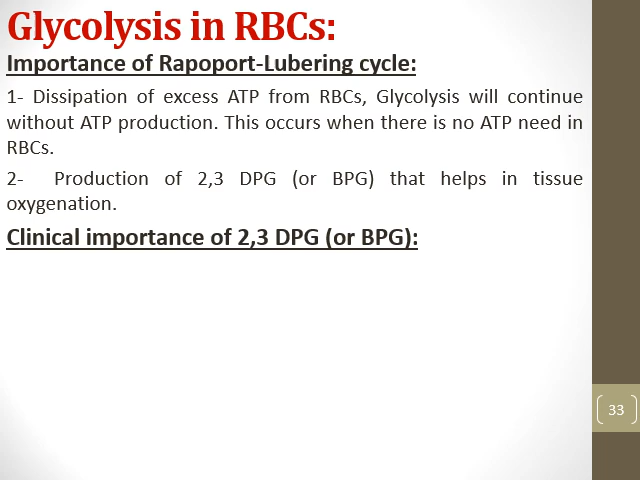 Glycolysis in RBCs:
Importance of Rapoport-Lubering cycle:
1- Dissipation of excess ATP from RBCs, Glycolysis will continue
without ATP production. This occurs when there is no ATP need in
RBCs.
2- Production of 2,3 DPG (or BPG) that helps in tissue
oxygenation.
Clinical importance of 2,3 DPG (or BPG):
33